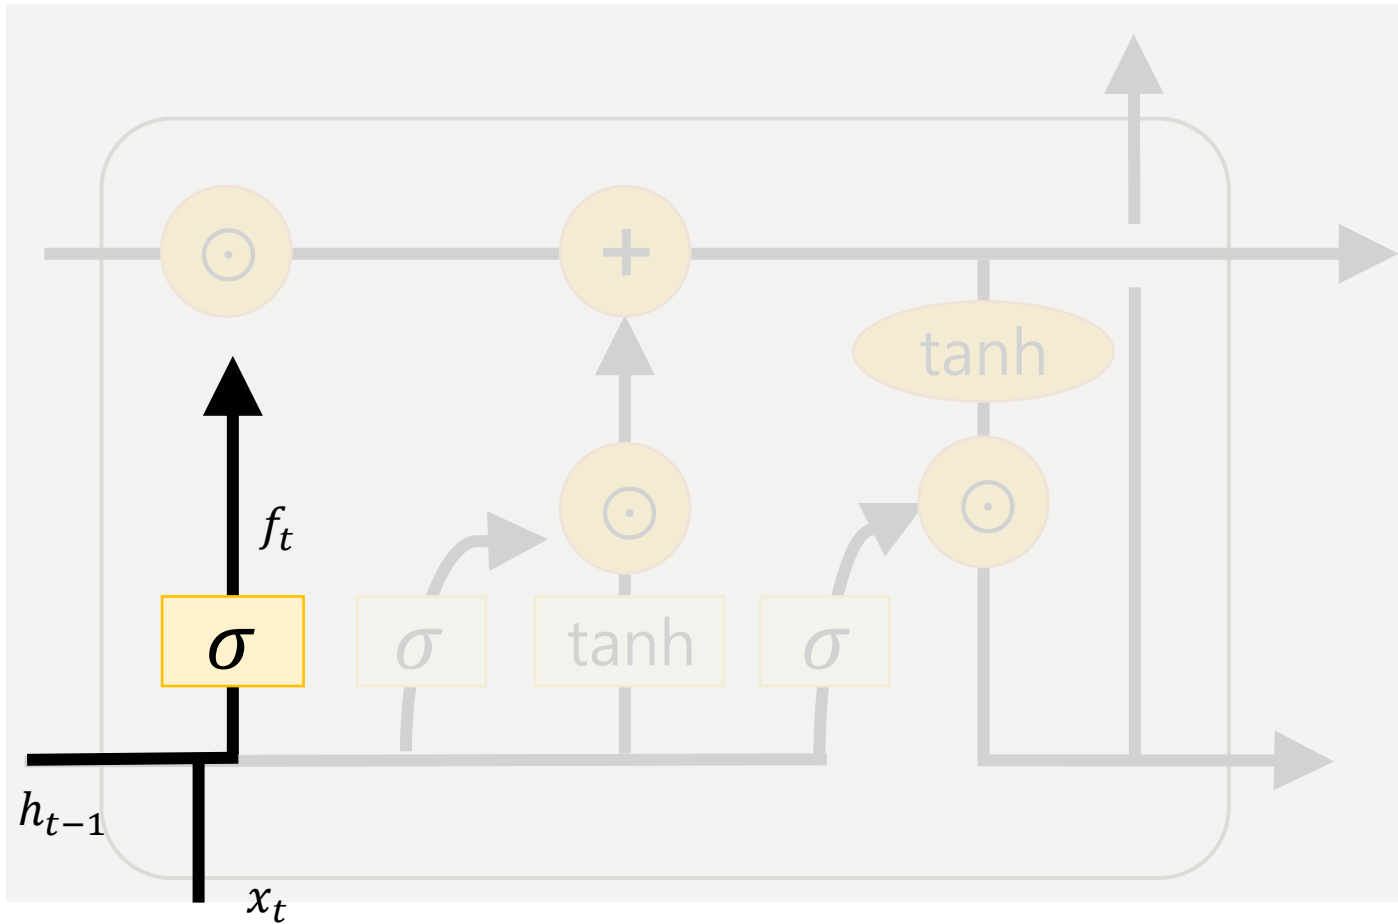 ⊙ +
tanh
⊙
⊙
f_t
σ σ tanh σ
h_{t−1}
x_t